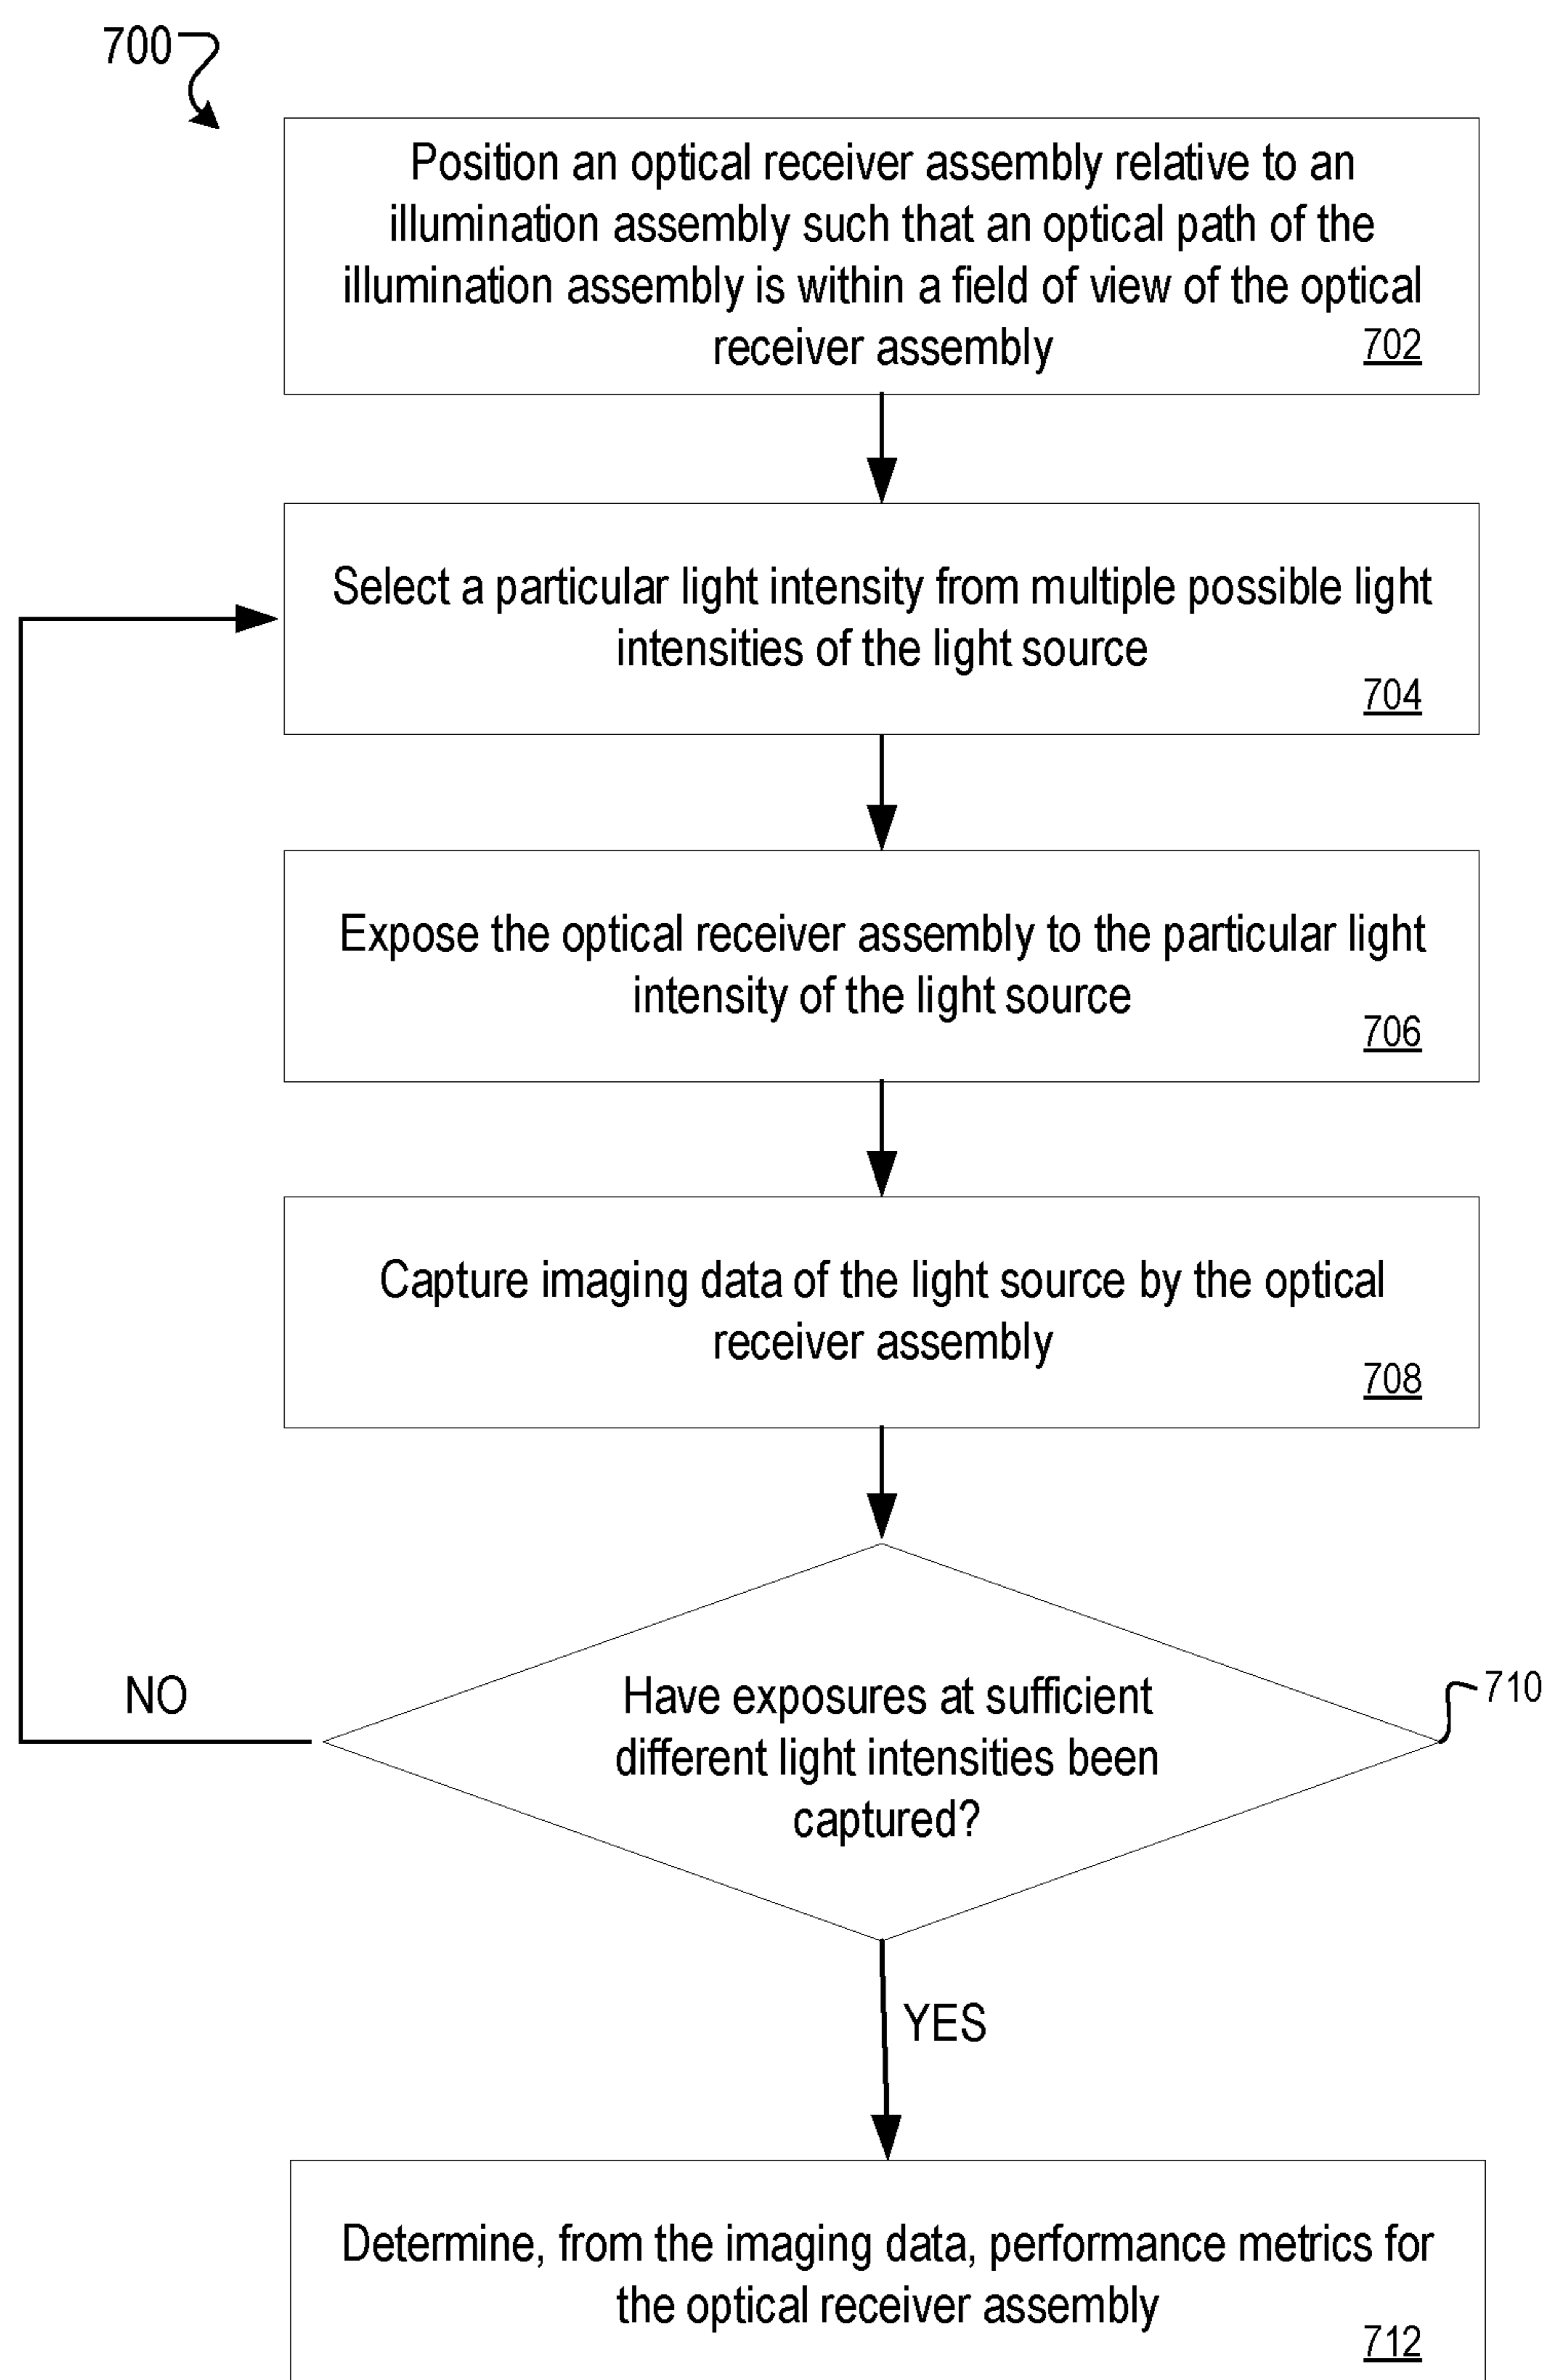 700
Position an optical receiver assembly relative to an
illumination assembly such that an optical path of the
illumination assembly is within a field of view of the optical
receiver assembly
702
Select a particular light intensity from multiple possible light
intensities of the light source
704
Expose the optical receiver assembly to the particular light
intensity of the light source
706
Capture imaging data of the light source by the optical
receiver assembly
708
Have exposures at sufficient
different light intensities been
captured?
710
NO
YES
Determine, from the imaging data, performance metrics for
the optical receiver assembly
712